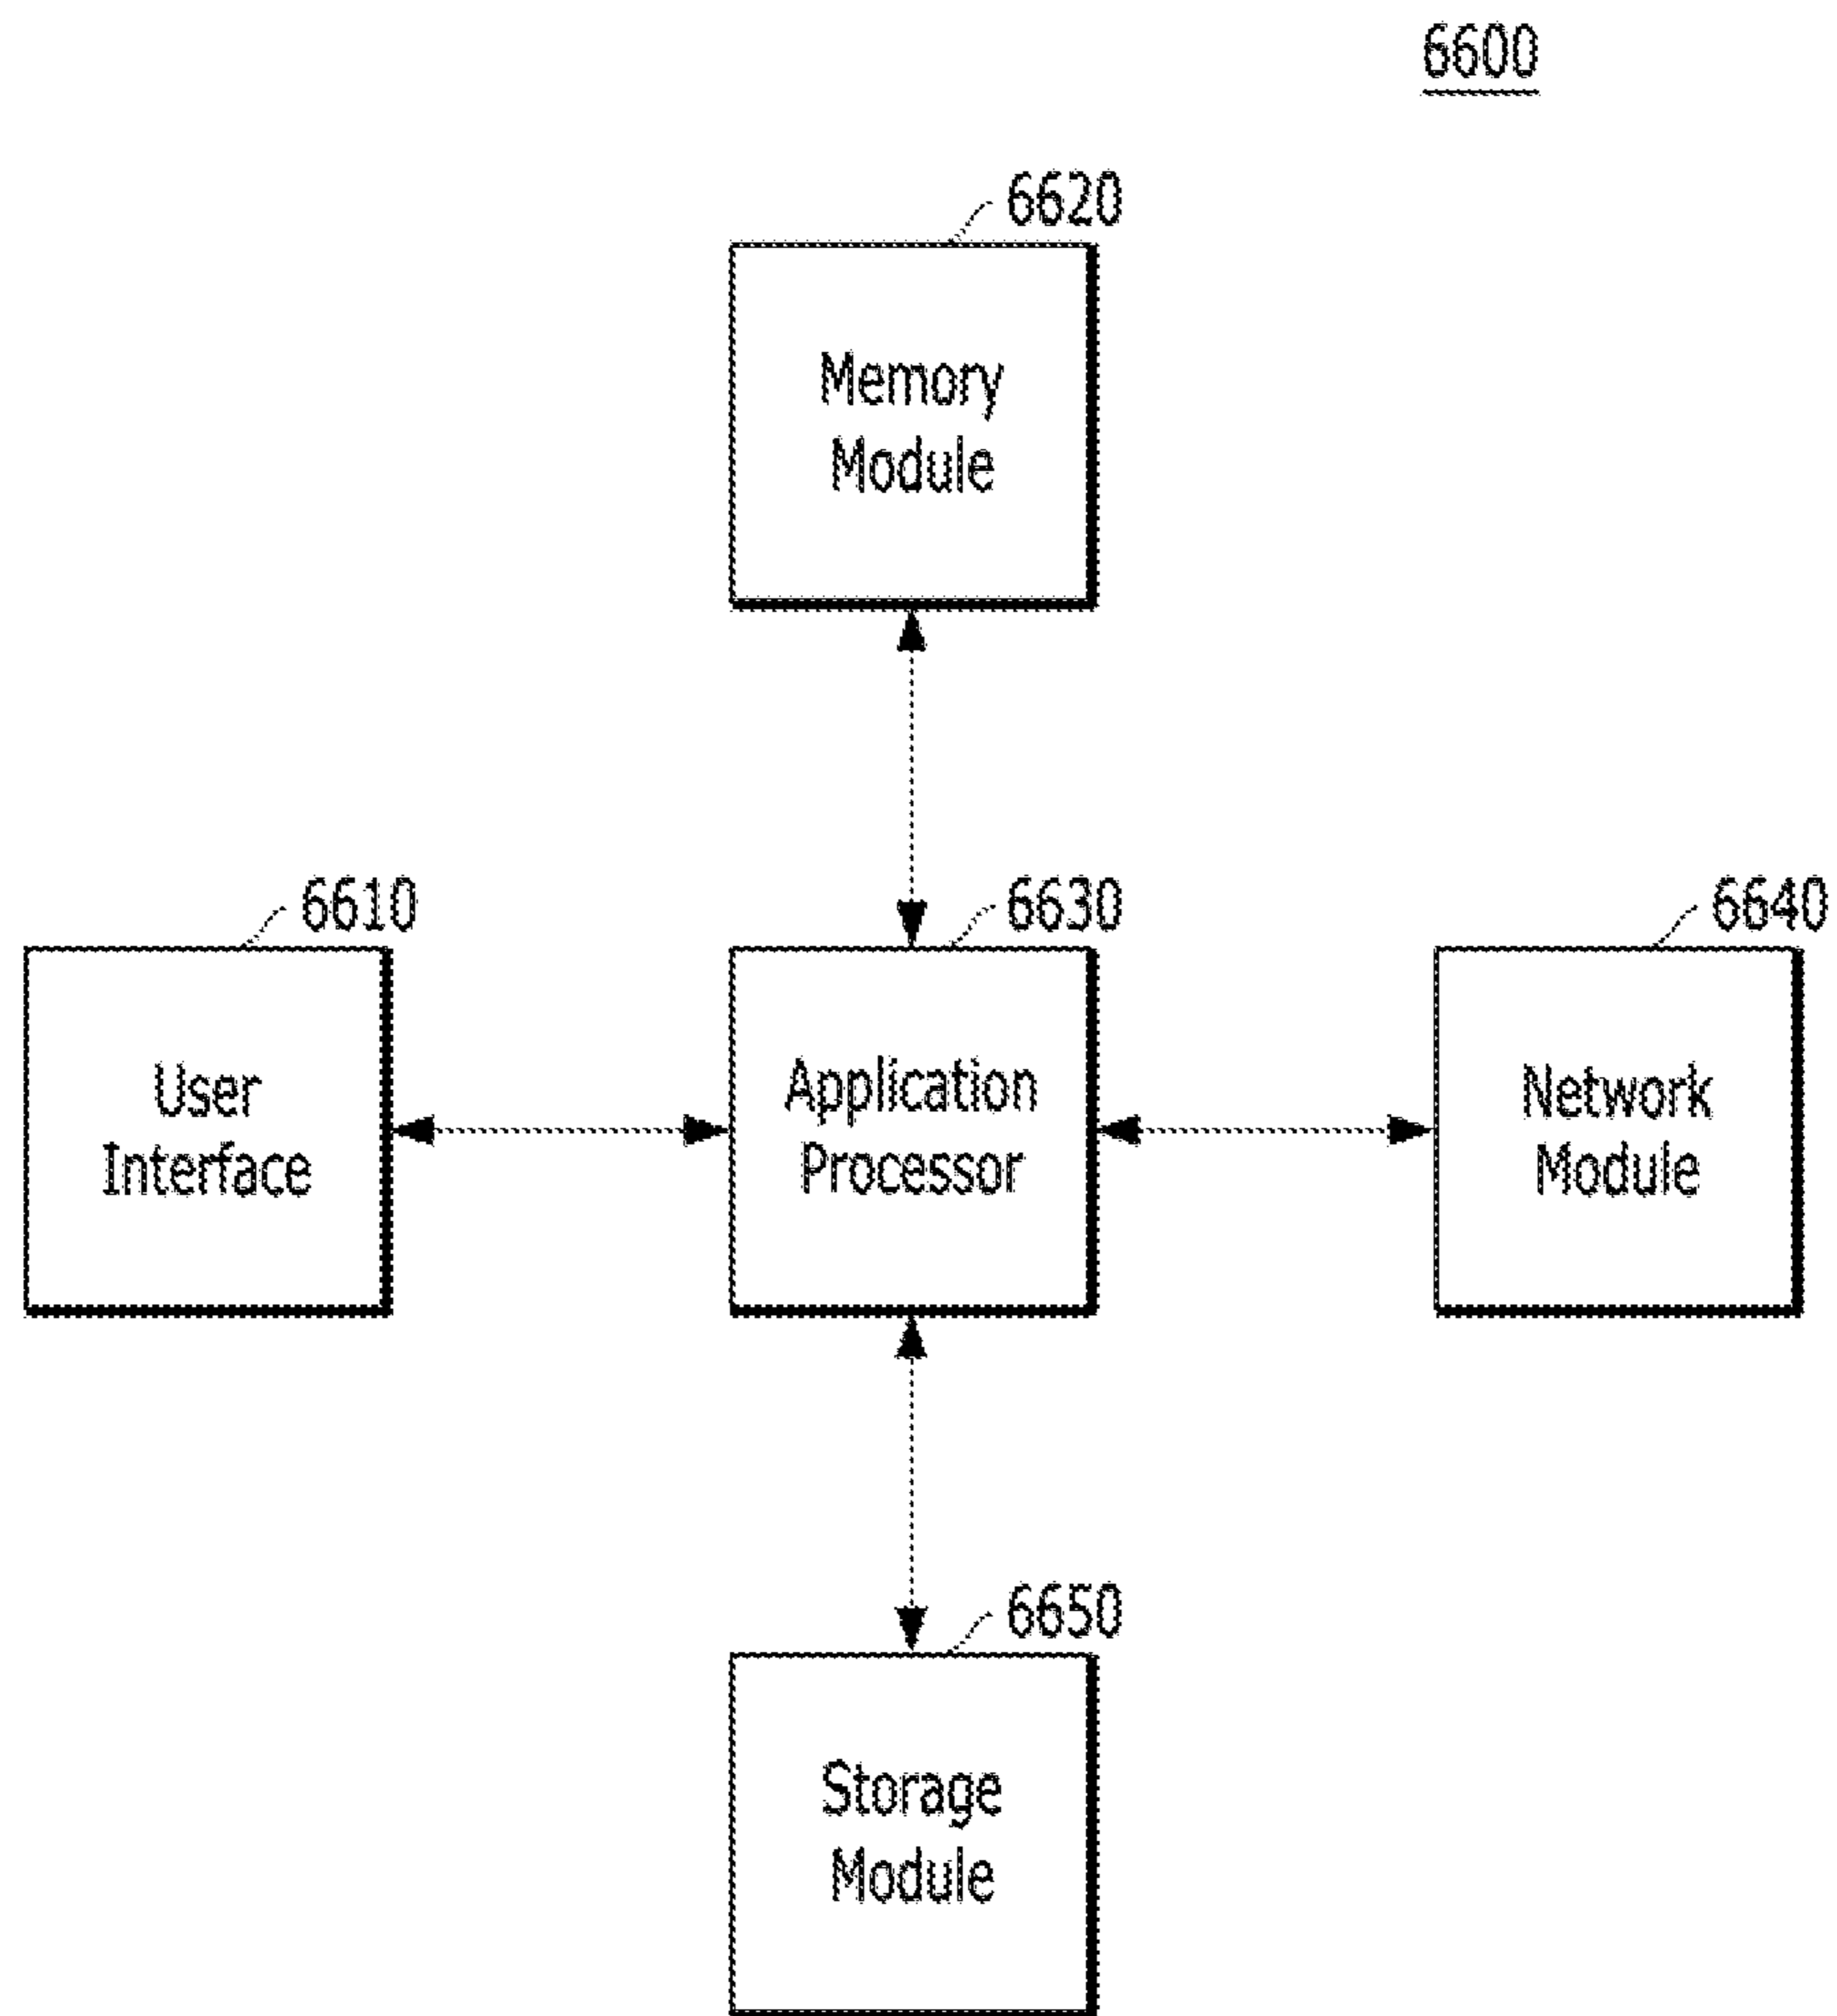 6600
6620
Memory
Module
6610
User
Interface
6630
Application
Processor
6640
Network
Module
6650
Storage
Module